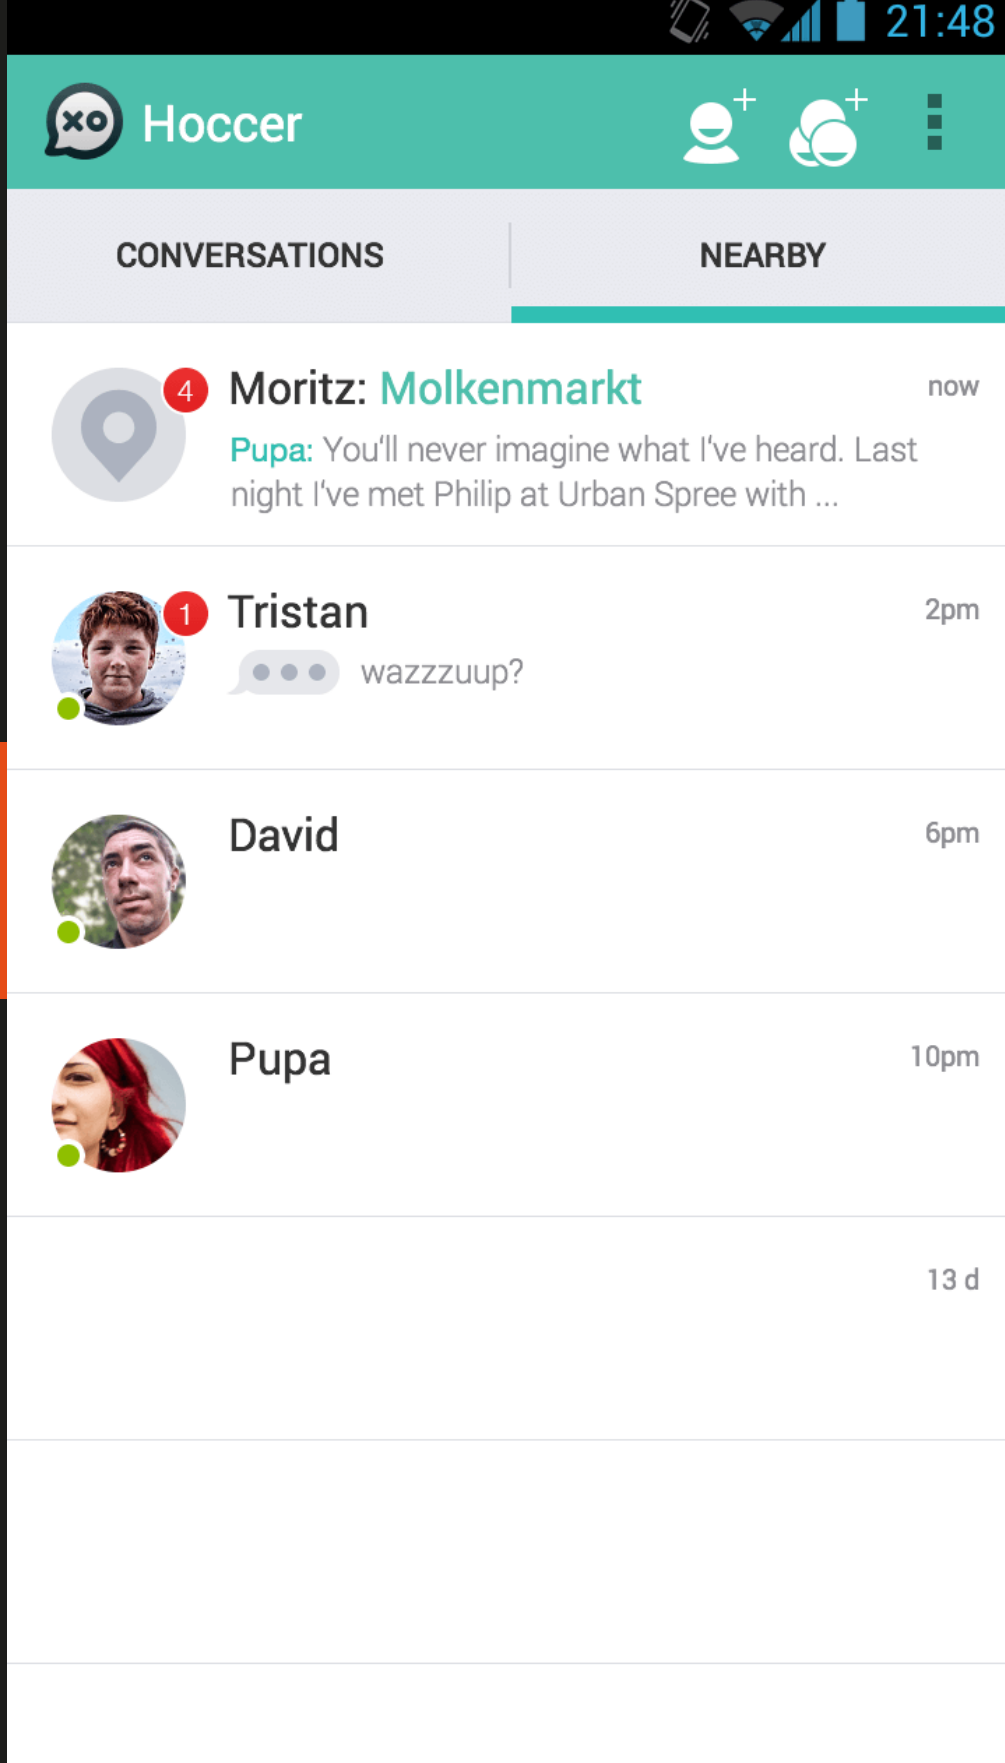 21:48
xo Hoccer
CONVERSATIONS NEARBY
4 Moritz: Molkenmarkt now
Pupa: You‘ll never imagine what I‘ve heard. Last
night I‘ve met Philip at Urban Spree with ...
1 Tristan 2pm
wazzzuup?
David 6pm
Pupa 10pm
13 d